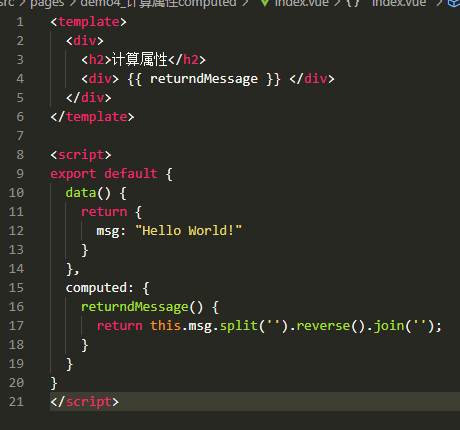 src > pages > demo4_计算属性computed > index.vue > {} index.vue
1 <template>
2   <div>
3     <h2>计算属性</h2>
4     <div> {{ returndMessage }} </div>
5   </div>
6 </template>
7
8 <script>
9 export default {
10   data() {
11     return {
12       msg: "Hello World!"
13     }
14   },
15   computed: {
16     returndMessage() {
17       return this.msg.split('').reverse().join('');
18     }
19   }
20 }
21 </script>